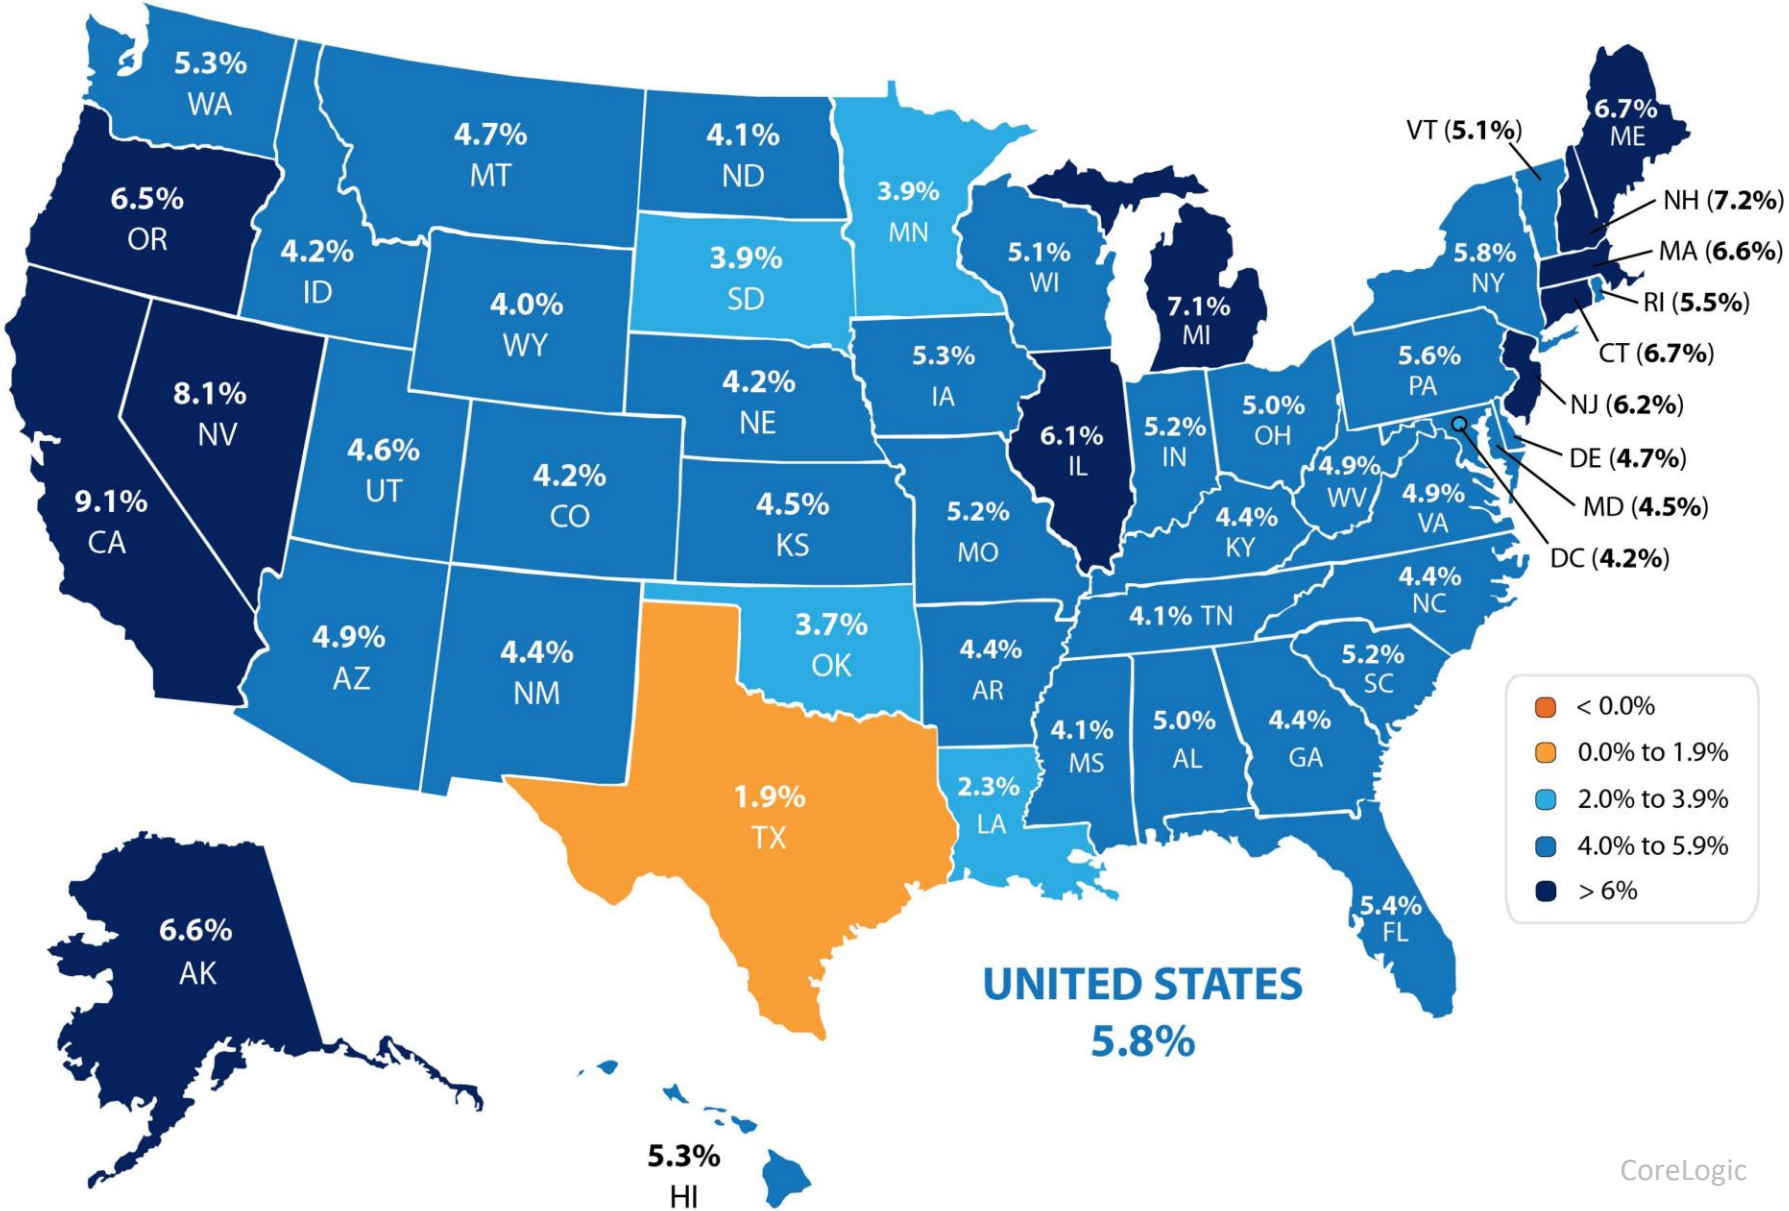 5.3%
WA
6.5%
OR
4.2%
ID
4.7%
MT
4.1%
ND
3.9%
MN
3.9%
SD
4.0%
WY
5.1%
WI
7.1%
MI
VT (5.1%)
6.7%
ME
NH (7.2%)
MA (6.6%)
RI (5.5%)
CT (6.7%)
NJ (6.2%)
DE (4.7%)
MD (4.5%)
DC (4.2%)
5.8%
NY
5.6%
PA
9.1%
CA
8.1%
NV
4.6%
UT
4.2%
CO
4.2%
NE
5.3%
IA
4.5%
KS
5.2%
MO
6.1%
IL
5.2%
IN
5.0%
OH
4.9%
WV
4.9%
VA
4.4%
KY
4.4%
NC
4.1% TN
5.2%
SC
4.9%
AZ
4.4%
NM
3.7%
OK
4.4%
AR
4.1%
MS
5.0%
AL
4.4%
GA
1.9%
TX
2.3%
LA
5.4%
FL
6.6%
AK
5.3%
HI
UNITED STATES
5.8%
< 0.0%
0.0% to 1.9%
2.0% to 3.9%
4.0% to 5.9%
> 6%
CoreLogic